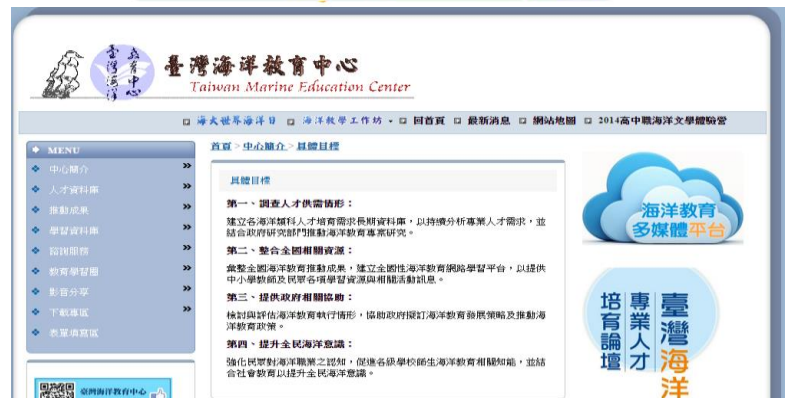 臺灣海洋教育中心
臺灣海洋教育中心
Taiwan Marine Education Center
海大世界海洋日 海洋教學工作坊 回首頁 最新消息 網站地圖 2014高中職海洋文學體驗營
MENU
中心簡介 »
人才資料庫 »
推動成果 »
學習資料庫 »
諮詢服務 »
教育學習圈 »
影音分享 »
下載專區 »
表單填寫區
臺灣海洋教育中心
首頁 > 中心簡介 > 具體目標
具體目標
第一、調查人才供需情形：
建立各海洋類科人才培育需求長期資料庫，以持續分析專業人才需求，並
結合政府研究部門推動海洋教育專案研究。
第二、整合全國相關資源：
彙整全國海洋教育推動成果，建立全國性海洋教育網路學習平台，以提供
中小學教師及民眾各項學習資源與相關活動訊息。
第三、提供政府相關協助：
檢討與評估海洋教育執行情形，協助政府擬訂海洋教育發展策略及推動海
洋教育政策。
第四、提升全民海洋意識：
強化民眾對海洋職業之認知，促進各級學校師生海洋教育相關知能，並結
合社會教育以提升全民海洋意識。
海洋教育
多媒體平台
臺灣海洋
專業人才
培育論壇